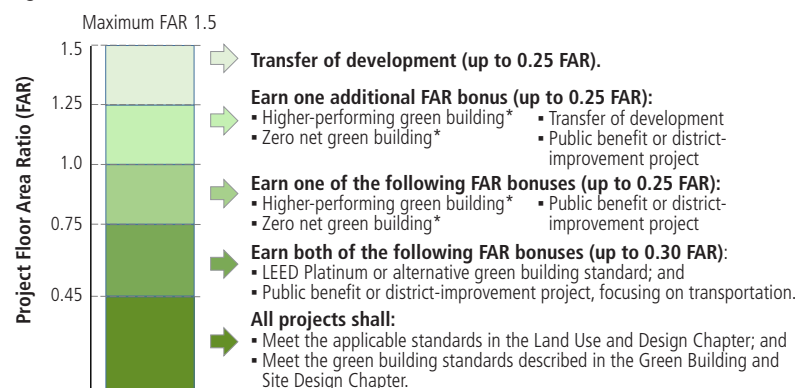 Maximum FAR 1.5
Project Floor Area Ratio (FAR)
1.5
1.25
1.0
0.75
0.45
Transfer of development (up to 0.25 FAR).
Earn one additional FAR bonus (up to 0.25 FAR):
▪ Higher-performing green building*
▪ Zero net green building*
▪ Transfer of development
▪ Public benefit or district-
improvement project
Earn one of the following FAR bonuses (up to 0.25 FAR):
▪ Higher-performing green building*
▪ Zero net green building*
▪ Public benefit or district-
improvement project
Earn both of the following FAR bonuses (up to 0.30 FAR):
▪ LEED Platinum or alternative green building standard; and
▪ Public benefit or district-improvement project, focusing on transportation.
All projects shall:
▪ Meet the applicable standards in the Land Use and Design Chapter; and
▪ Meet the green building standards described in the Green Building and
Site Design Chapter.